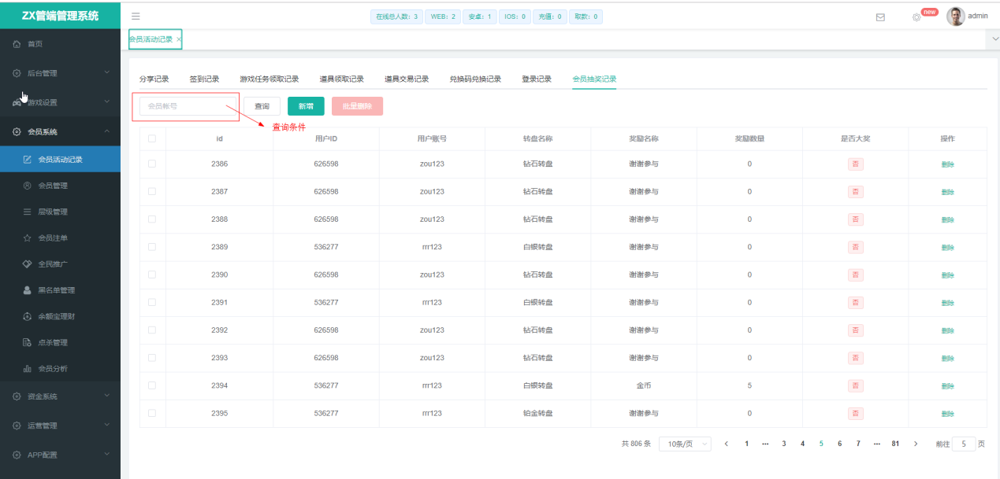 ZX管端管理系统
在线总人数：3 WEB：2 安卓：1 IOS：0 充值：0 取款：0
new admin
会员活动记录 ×
首页
后台管理
游戏设置
会员系统
会员活动记录
会员管理
层级管理
会员注单
全民推广
黑名单管理
余额宝理财
点杀管理
会员分析
资金系统
运营管理
APP配置
分享记录 签到记录 游戏任务领取记录 道具领取记录 道具交易记录 兑换码兑换记录 登录记录 会员抽奖记录
会员帐号 查询 新增 批量删除
查询条件
id 用户ID 用户账号 转盘名称 奖励名称 奖励数量 是否大奖 操作
2386 626598 zou123 钻石转盘 谢谢参与 0 否 删除
2387 626598 zou123 钻石转盘 谢谢参与 0 否 删除
2388 626598 zou123 钻石转盘 谢谢参与 0 否 删除
2389 536277 rrr123 白银转盘 谢谢参与 0 否 删除
2390 626598 zou123 钻石转盘 谢谢参与 0 否 删除
2391 536277 rrr123 白银转盘 谢谢参与 0 否 删除
2392 626598 zou123 钻石转盘 谢谢参与 0 否 删除
2393 626598 zou123 钻石转盘 谢谢参与 0 否 删除
2394 536277 rrr123 白银转盘 金币 5 否 删除
2395 536277 rrr123 铂金转盘 谢谢参与 0 否 删除
共 806 条 10条/页 < 1 ··· 3 4 5 6 7 ··· 81 > 前往 5 页